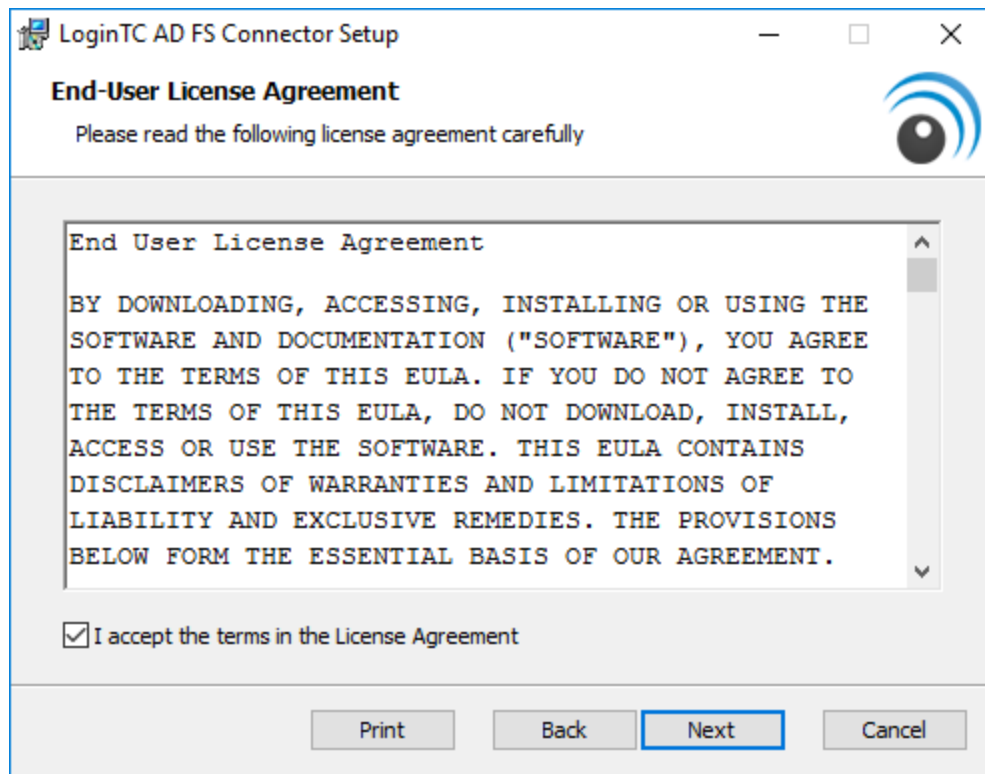 LoginTC AD FS Connector Setup
End-User License Agreement
Please read the following license agreement carefully
End User License Agreement
BY DOWNLOADING, ACCESSING, INSTALLING OR USING THE
SOFTWARE AND DOCUMENTATION ("SOFTWARE"), YOU AGREE
TO THE TERMS OF THIS EULA. IF YOU DO NOT AGREE TO
THE TERMS OF THIS EULA, DO NOT DOWNLOAD, INSTALL,
ACCESS OR USE THE SOFTWARE. THIS EULA CONTAINS
DISCLAIMERS OF WARRANTIES AND LIMITATIONS OF
LIABILITY AND EXCLUSIVE REMEDIES. THE PROVISIONS
BELOW FORM THE ESSENTIAL BASIS OF OUR AGREEMENT.
I accept the terms in the License Agreement
Print Back Next Cancel